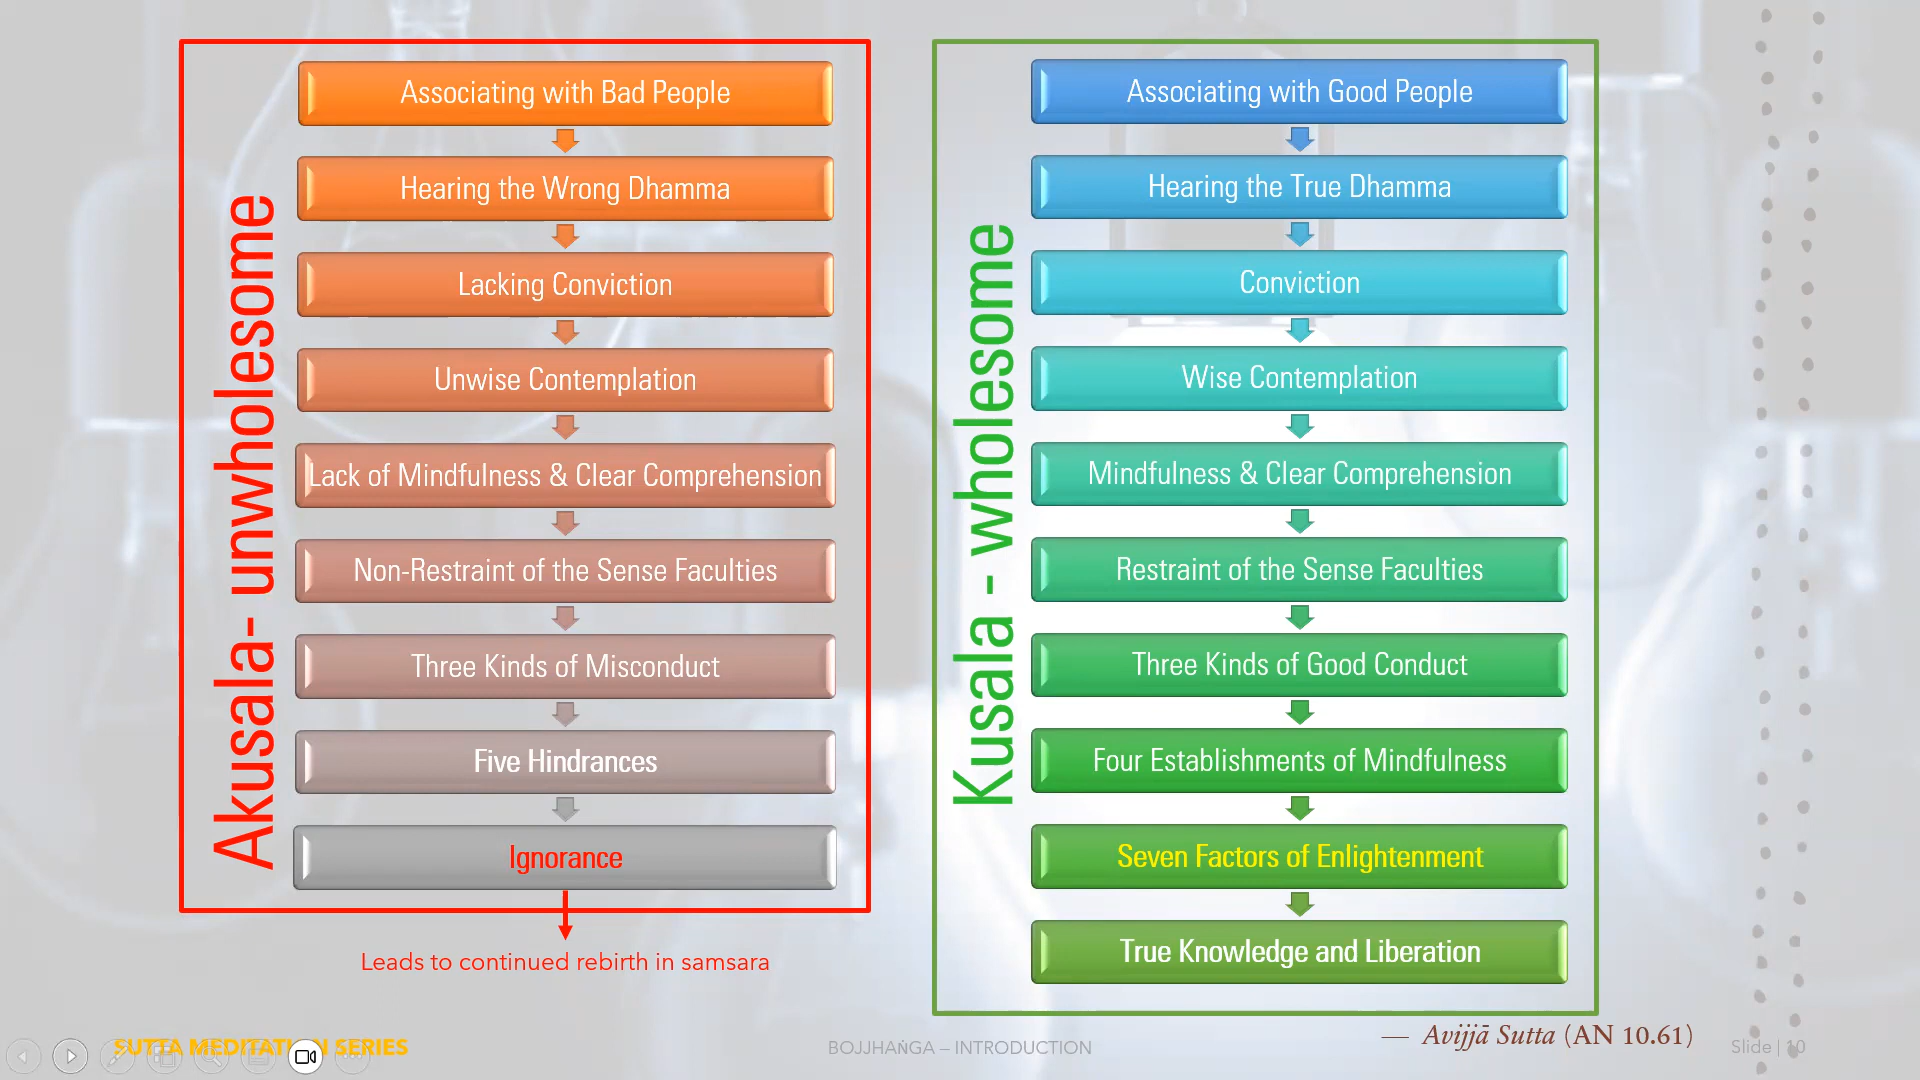 Akusala- unwholesome
Associating with Bad People
Hearing the Wrong Dhamma
Lacking Conviction
Unwise Contemplation
Lack of Mindfulness & Clear Comprehension
Non-Restraint of the Sense Faculties
Three Kinds of Misconduct
Five Hindrances
Ignorance
Leads to continued rebirth in samsara
Kusala - wholesome
Associating with Good People
Hearing the True Dhamma
Conviction
Wise Contemplation
Mindfulness & Clear Comprehension
Restraint of the Sense Faculties
Three Kinds of Good Conduct
Four Establishments of Mindfulness
Seven Factors of Enlightenment
True Knowledge and Liberation
— Avijjā Sutta (AN 10.61)
SUTTA MEDITATION SERIES
BOJJHAṄGA – INTRODUCTION
Slide | 10